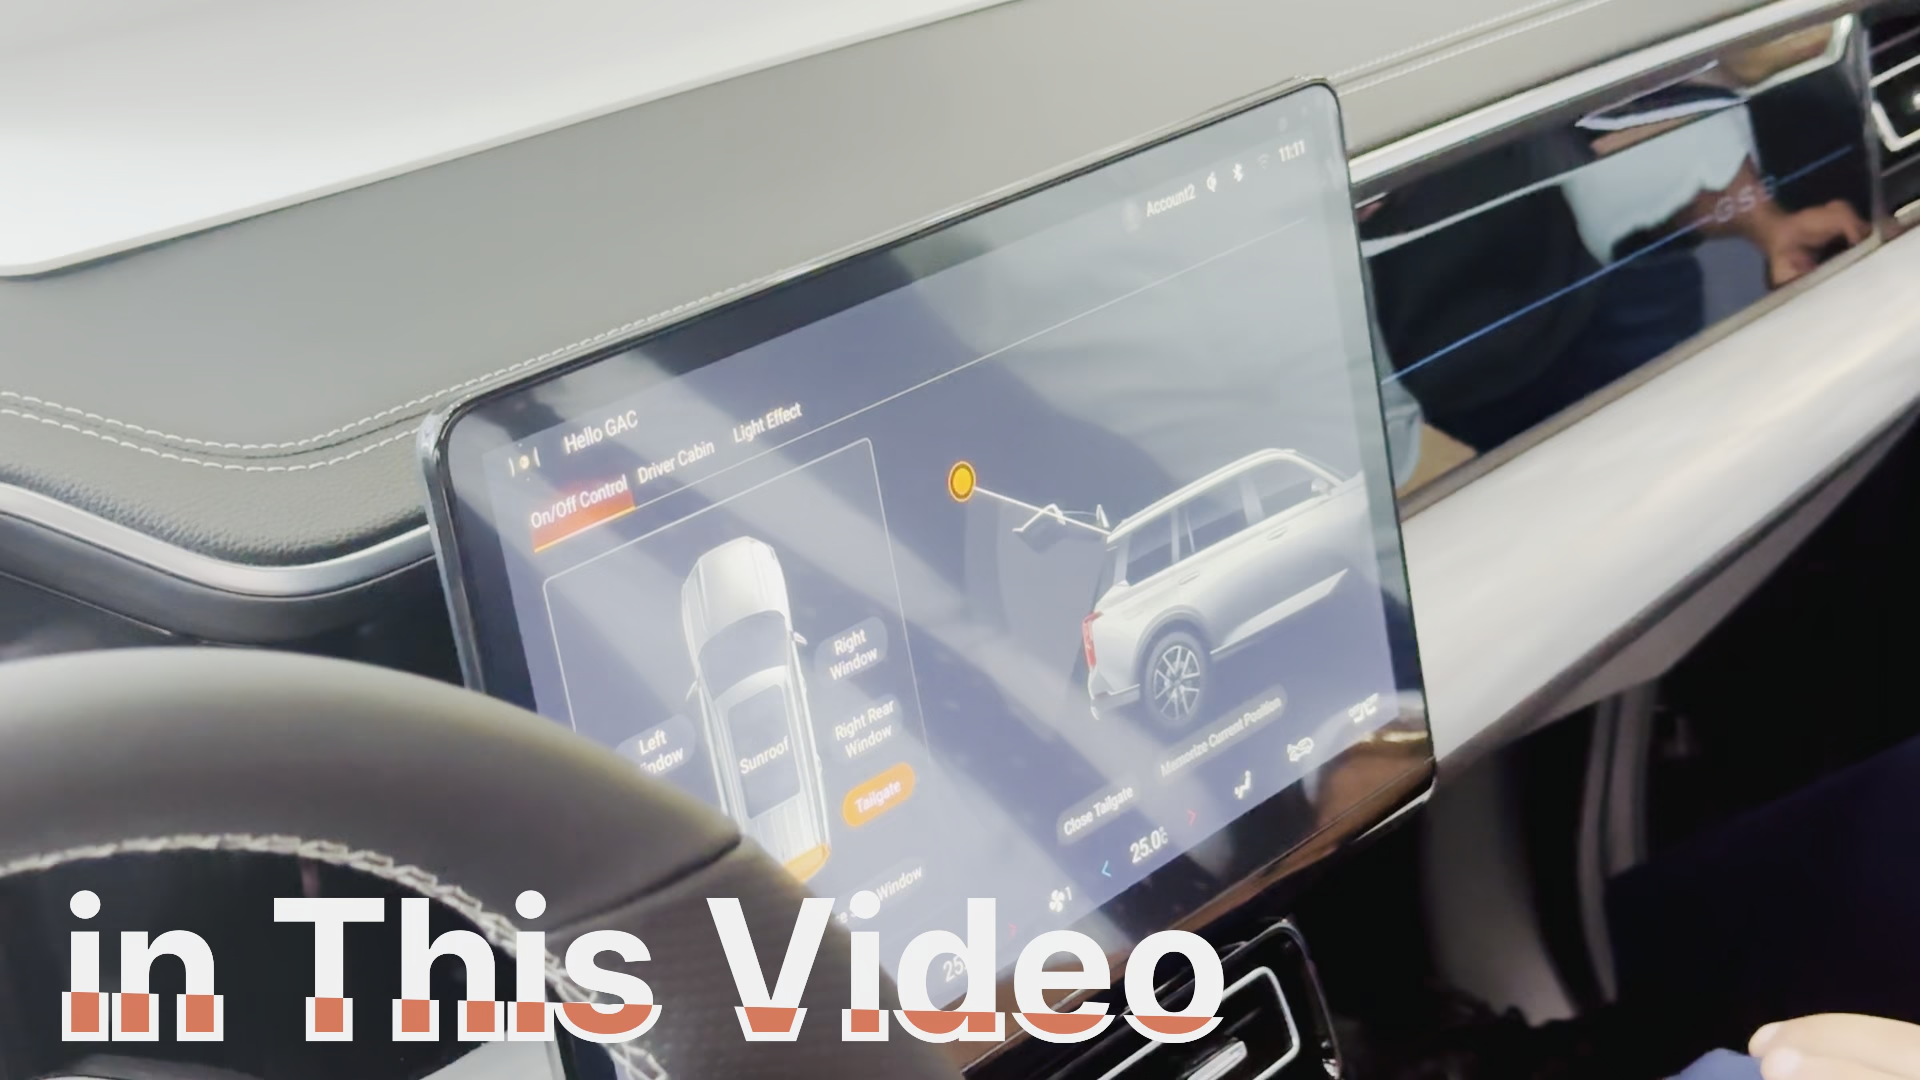 11:11
Account2
Hello GAC
On/Off Control
Driver Cabin
Light Effect
Right
Window
Left
Right Rear
Window
Sunroof
Tailgate
Memorize Current Position
Close Tailgate
25.0
Window
1
in This Video